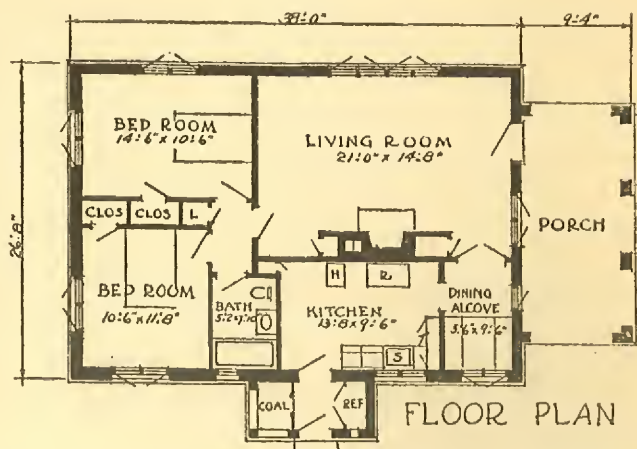 38'-0"
9'-4"
26'-8"
BED ROOM
14'-6" X 10'-6"
LIVING ROOM
21'-0" X 14'-8"
CLOS
CLOS
L
PORCH
H
R
BED ROOM
10'-6" X 11'-8"
BATH
KITCHEN
13'-8 X 9'-6"
DINING
ALCOVE
5'-6" X 9'-6"
S
COAL
REF
FLOOR PLAN